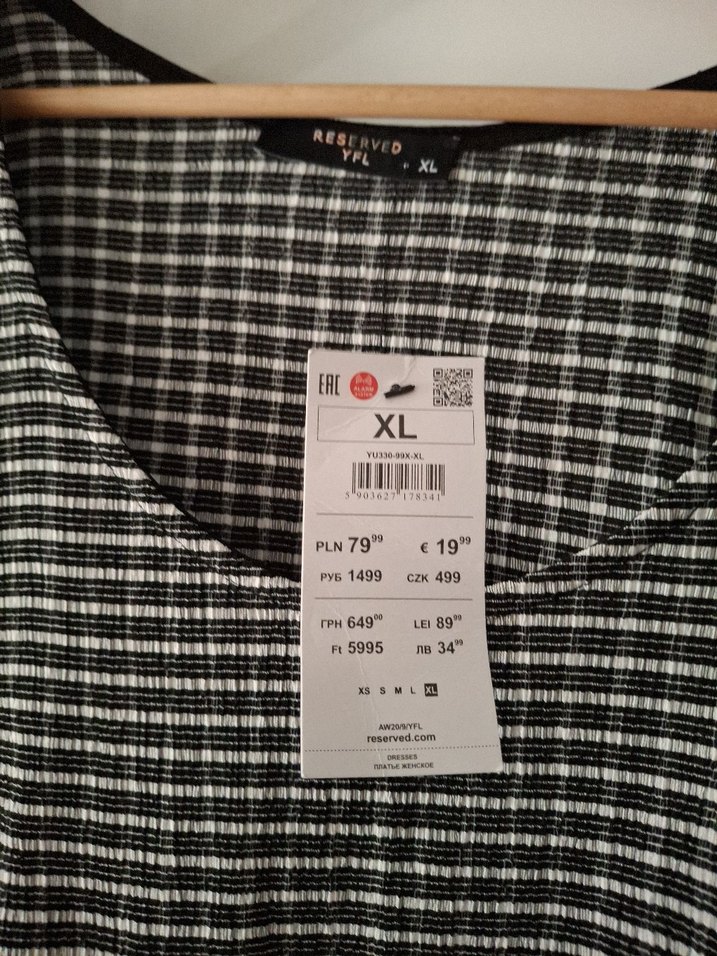 RESERVED
YFL XL
EAC
ALARM
SYSTEM
XL
YU330-99X-XL
5 903627 178341
PLN 79⁹⁹ € 19⁹⁹
РУБ 1499 CZK 499
ГРН 649⁰⁰ LEI 89⁹⁹
Ft 5995 ЛВ 34⁹⁹
XS S M L XL
AW20/9/YFL
reserved.com
DRESSES
ПЛАТЬЕ ЖЕНСКОЕ